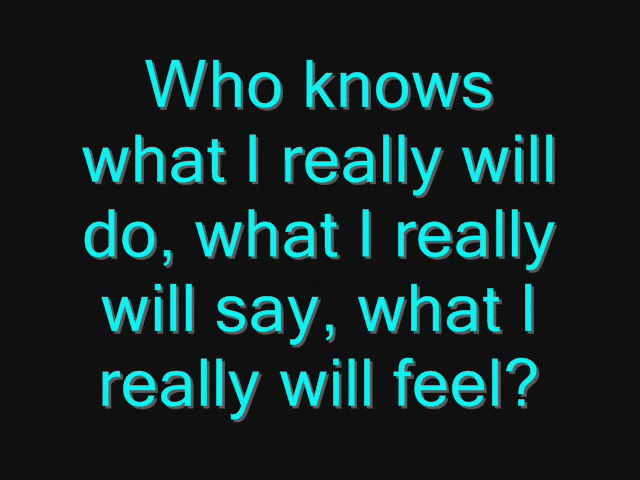 Who knows
what I really will
do, what I really
will say, what I
really will feel?